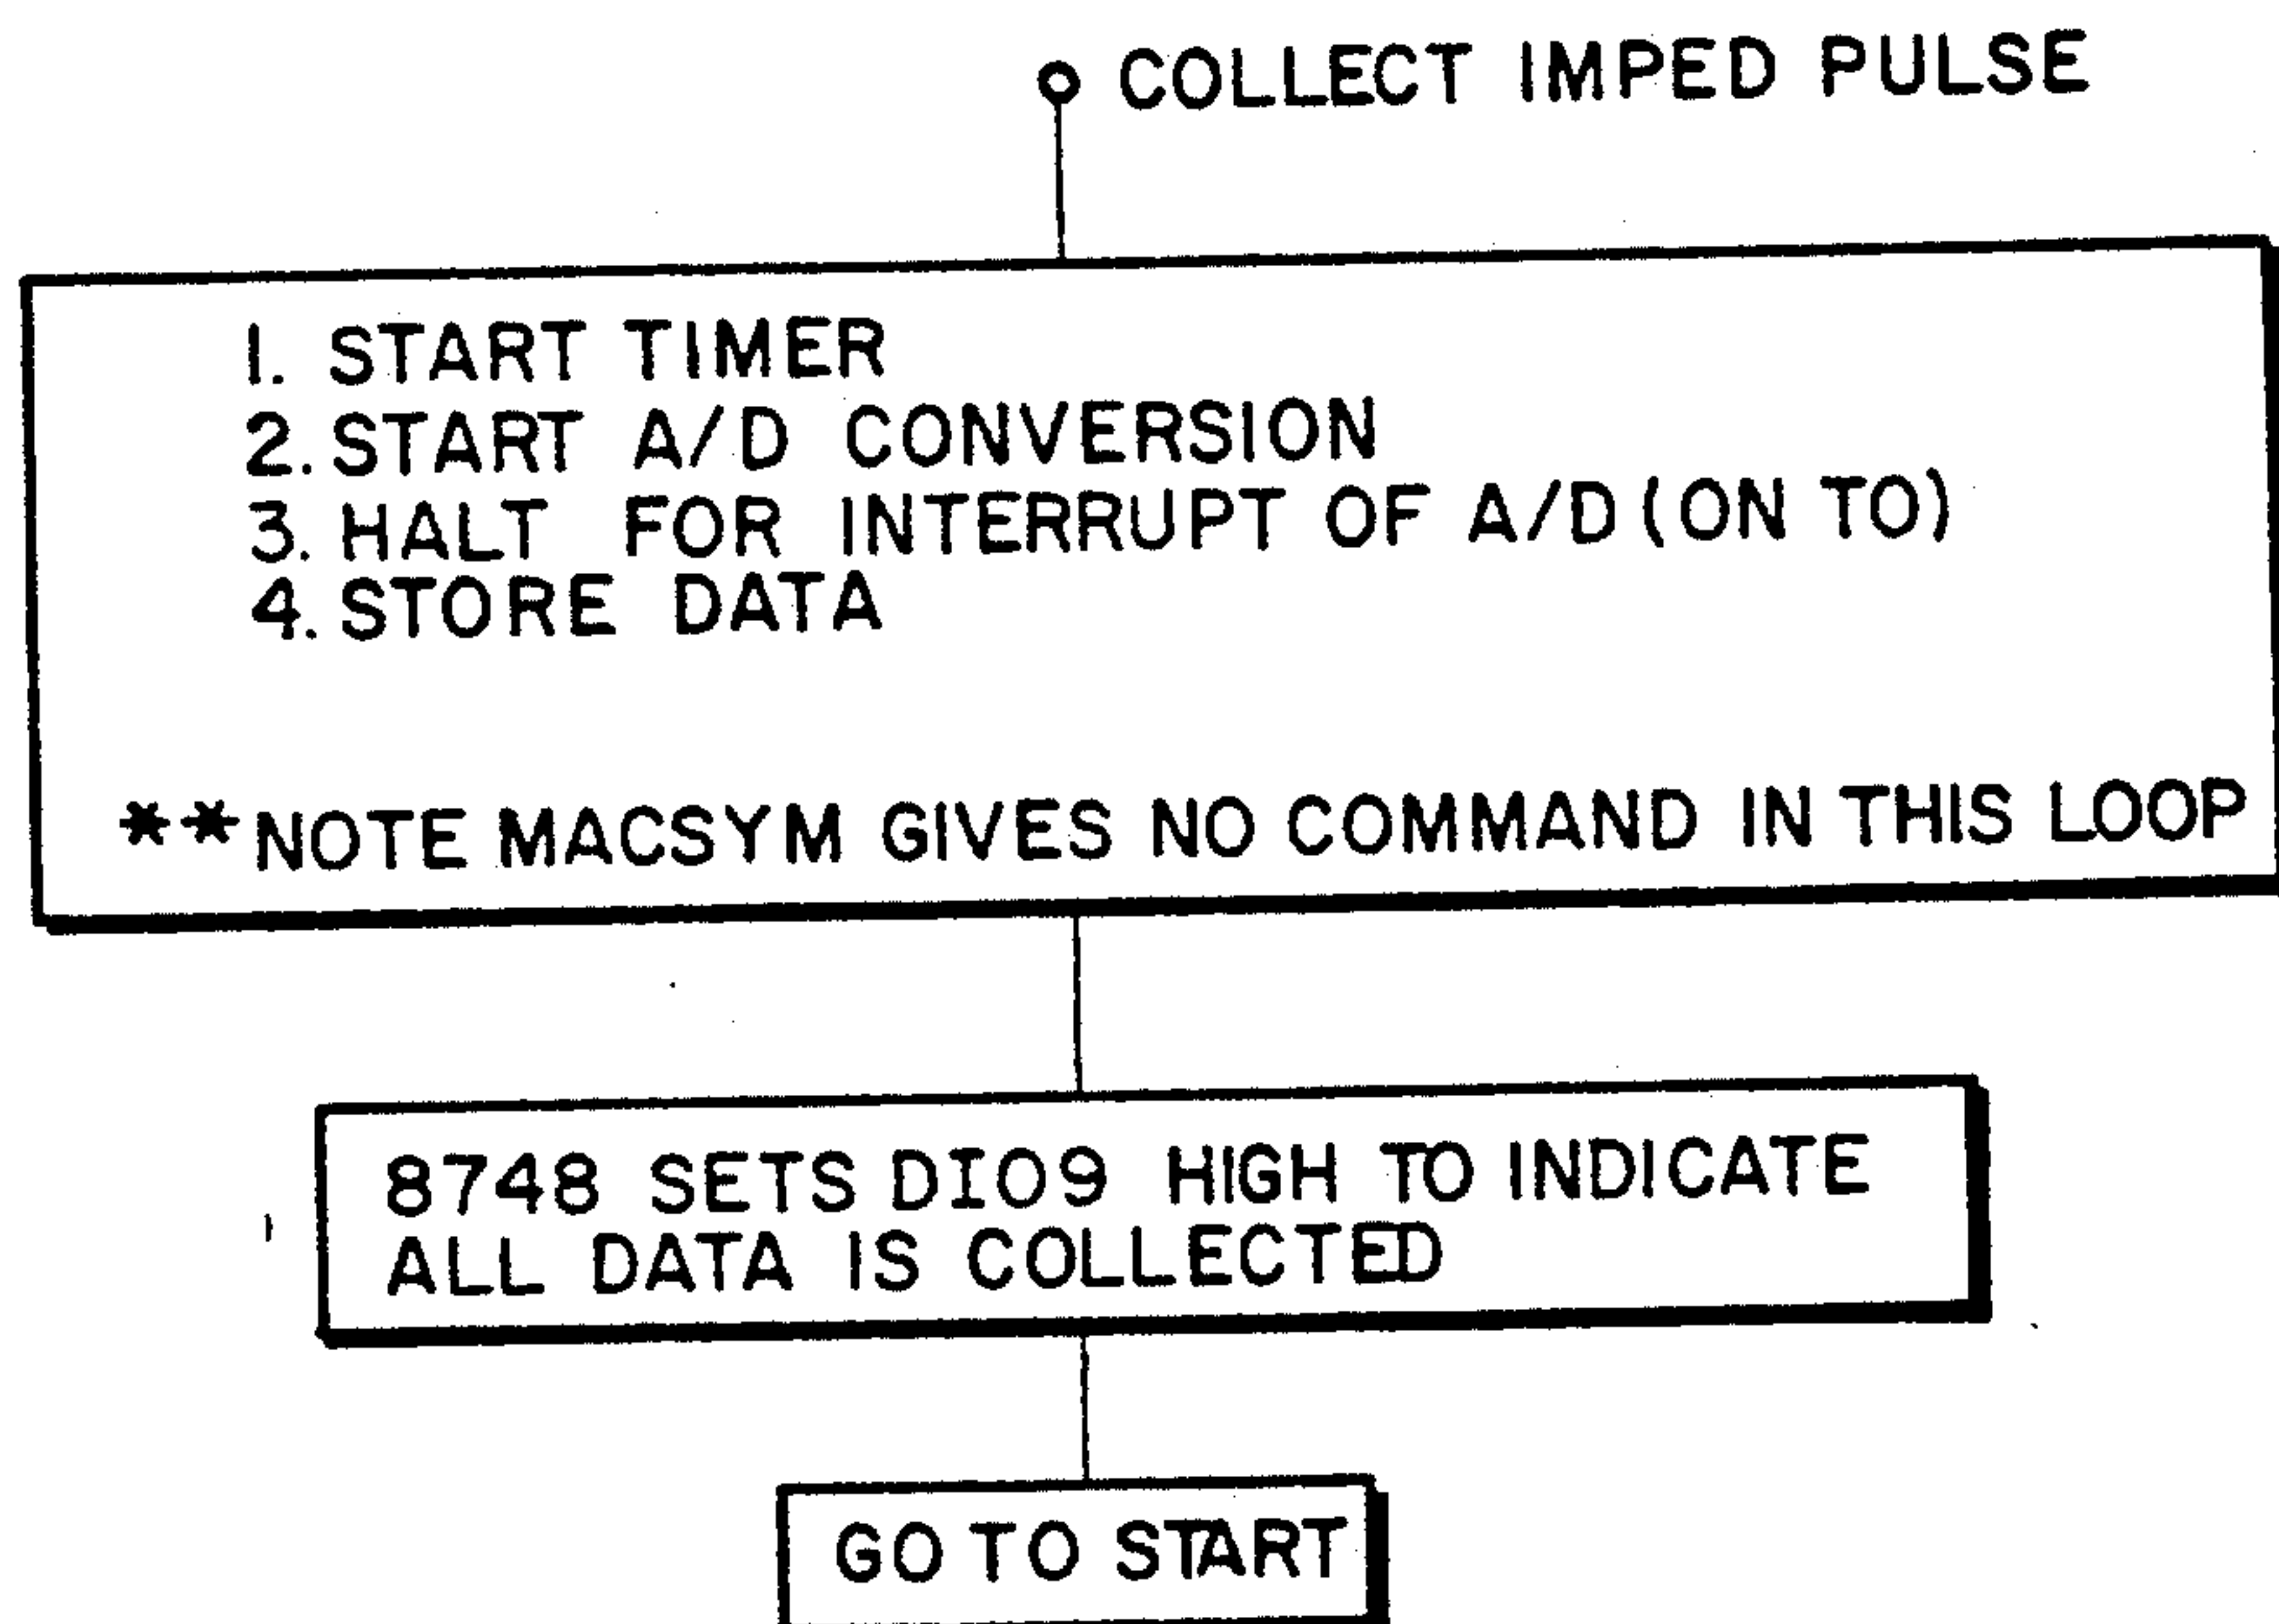 COLLECT IMPED PULSE
1. START TIMER
2. START A/D CONVERSION
3. HALT FOR INTERRUPT OF A/D (ON TO)
4. STORE DATA
**NOTE MACSYM GIVES NO COMMAND IN THIS LOOP
8748 SETS DIO9 HIGH TO INDICATE
ALL DATA IS COLLECTED
GO TO START